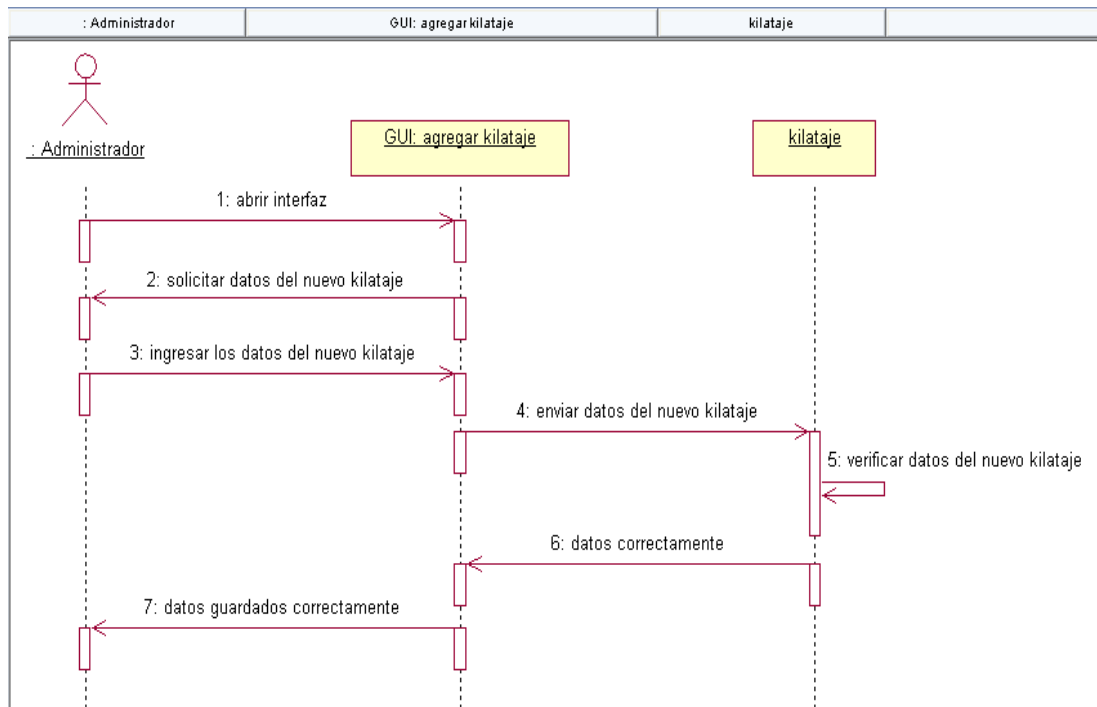 : Administrador
GUI: agregar kilataje
kilataje
: Administrador
GUI: agregar kilataje
kilataje
1: abrir interfaz
2: solicitar datos del nuevo kilataje
3: ingresar los datos del nuevo kilataje
4: enviar datos del nuevo kilataje
5: verificar datos del nuevo kilataje
6: datos correctamente
7: datos guardados correctamente